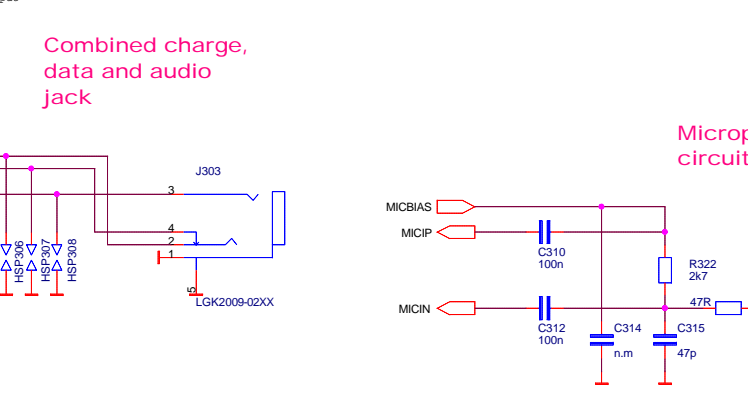 Combined charge,
data and audio
jack
J303
3
4
2
1
5
LGK2009-02XX
HSP306
HSP307
HSP308
circuit
MICBIAS
MICIP
C310
100n
R322
2k7
MICIN
47R
C312
100n
C314
n.m
C315
47p